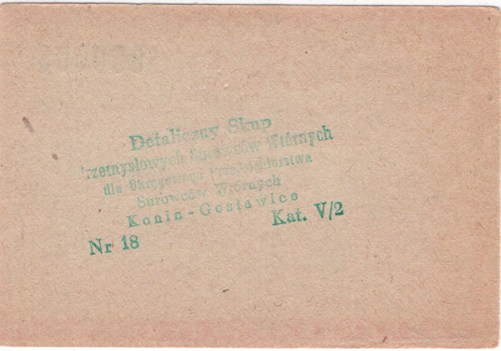 Detaliczny Skup
Przemysłowych Surowców Wtórnych
dla Okręgowego Przedsiębiorstwa
Surowców Wtórnych
Konin-Gosławice
Nr 18 Kat. V/2